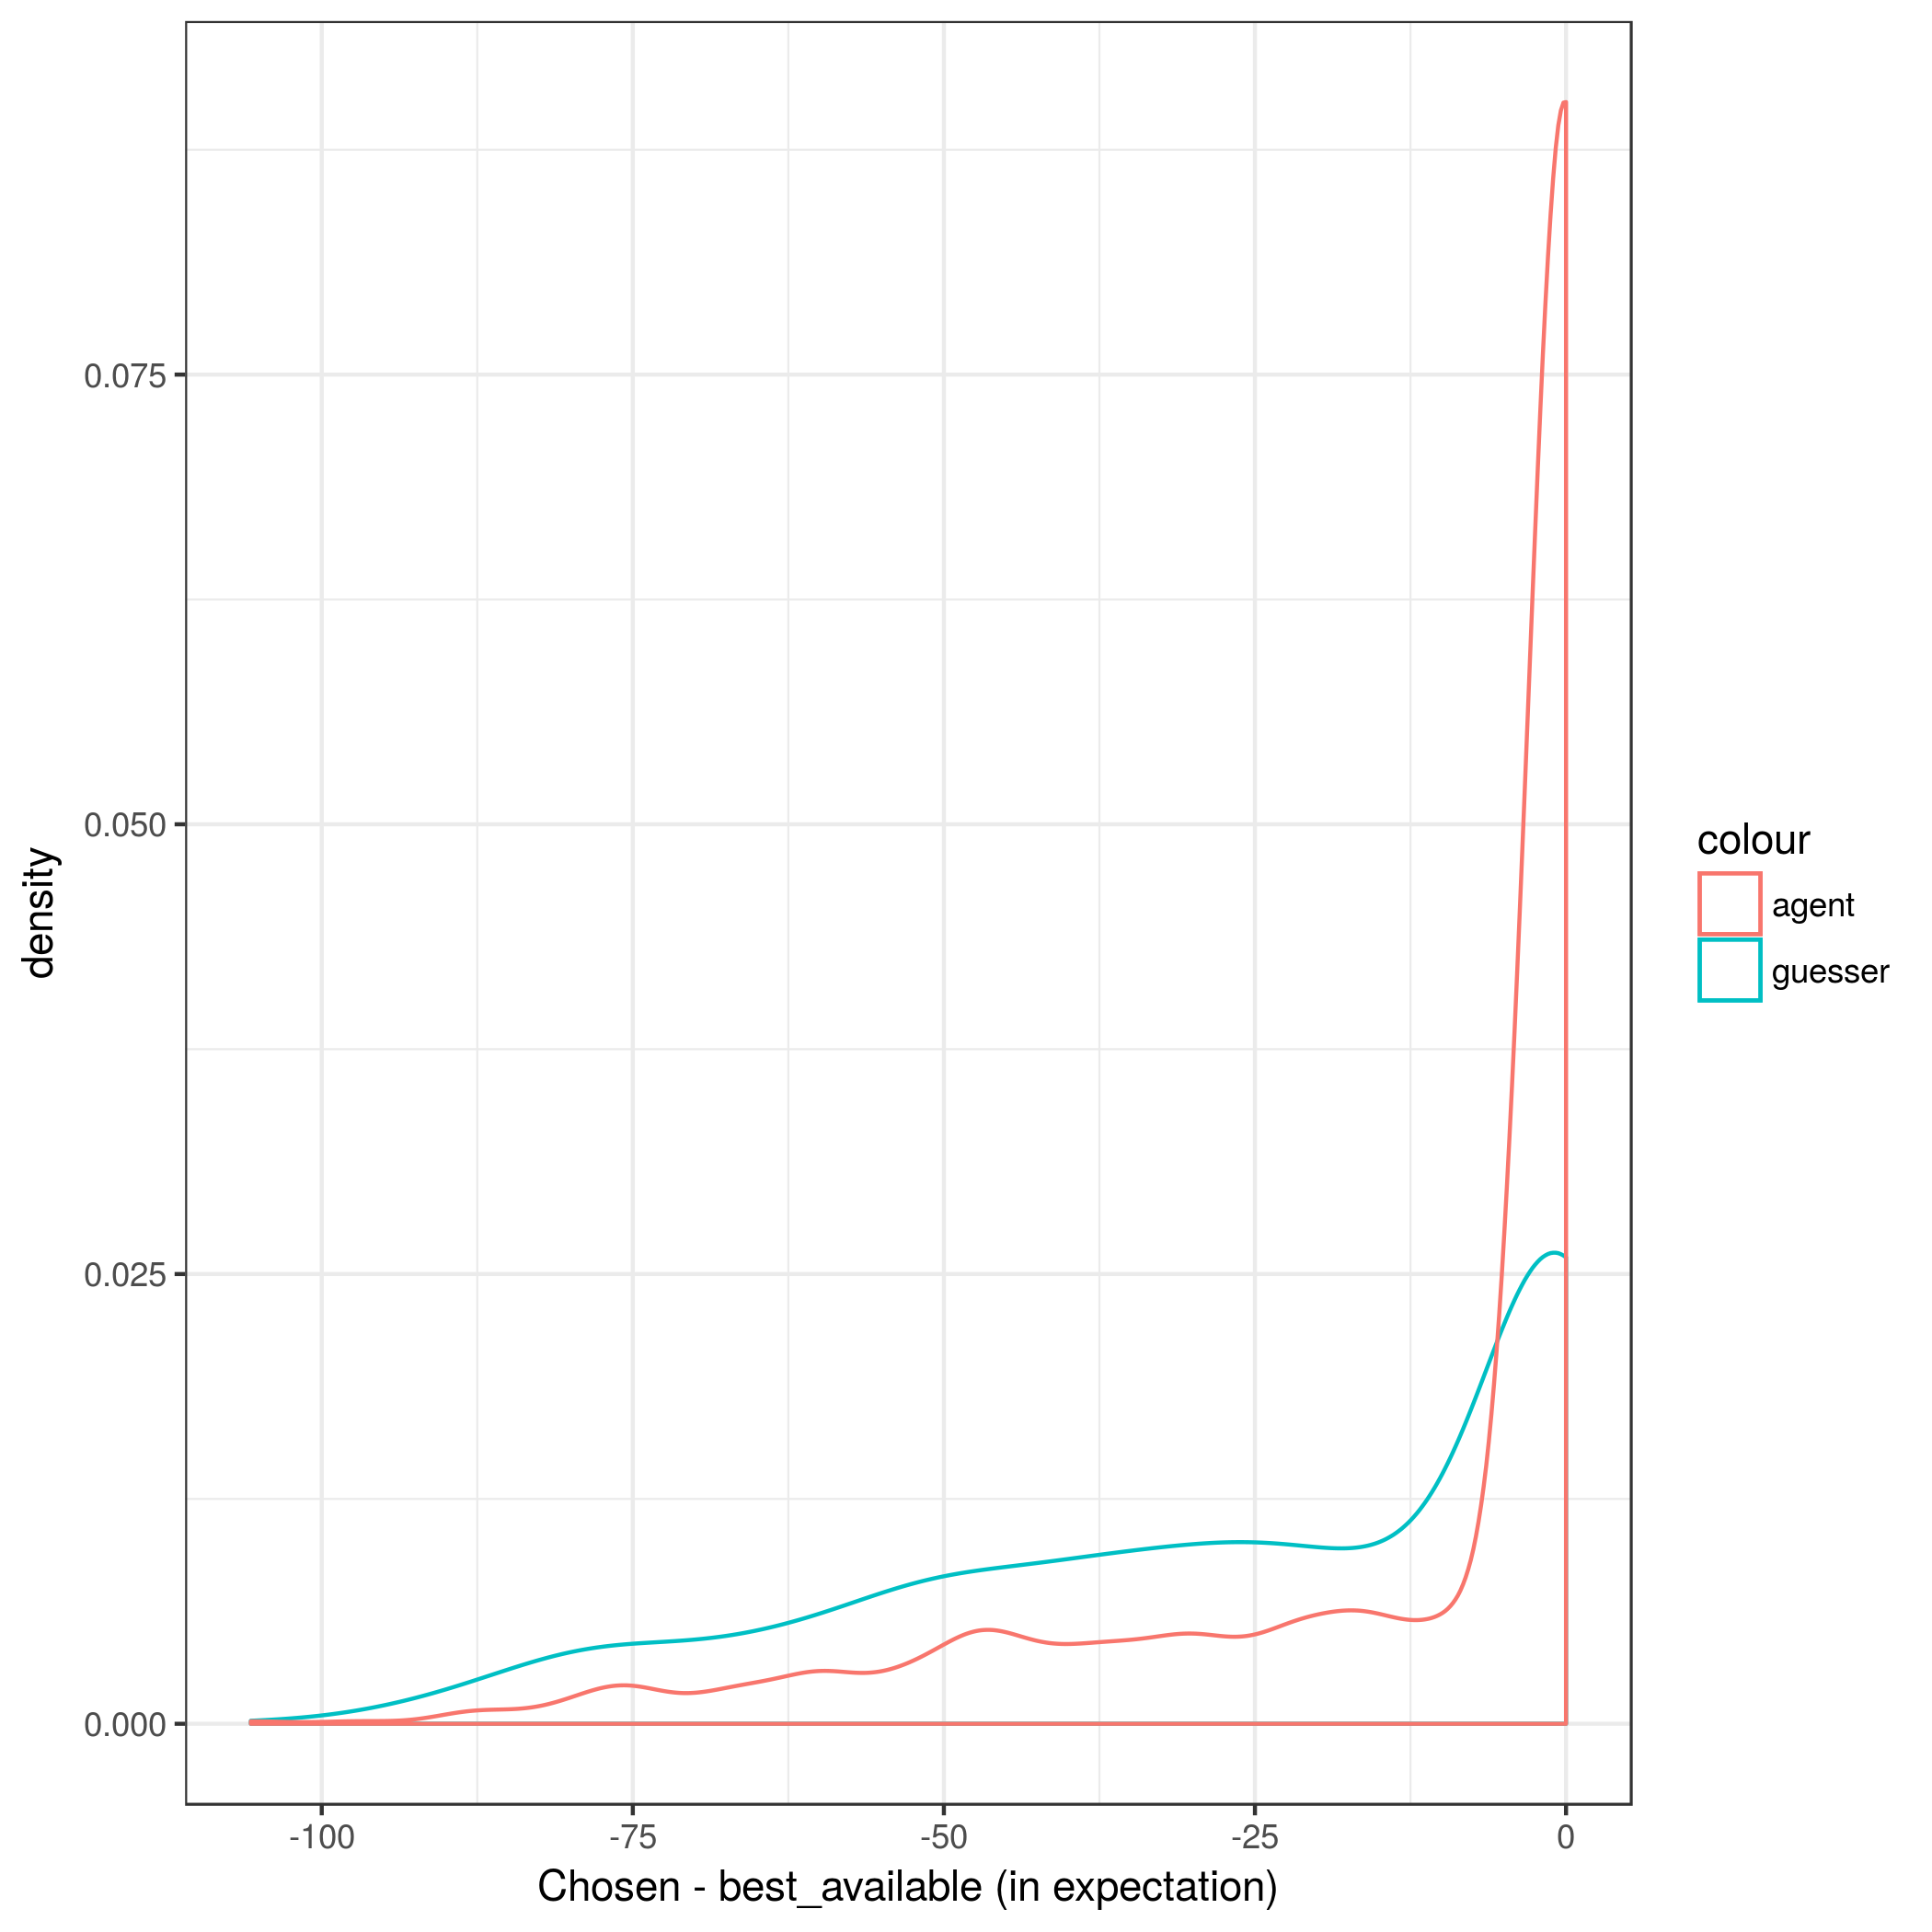 density
0.075
0.050
0.025
0.000
-100
-75
-50
-25
0
Chosen - best_available (in expectation)
colour
agent
guesser